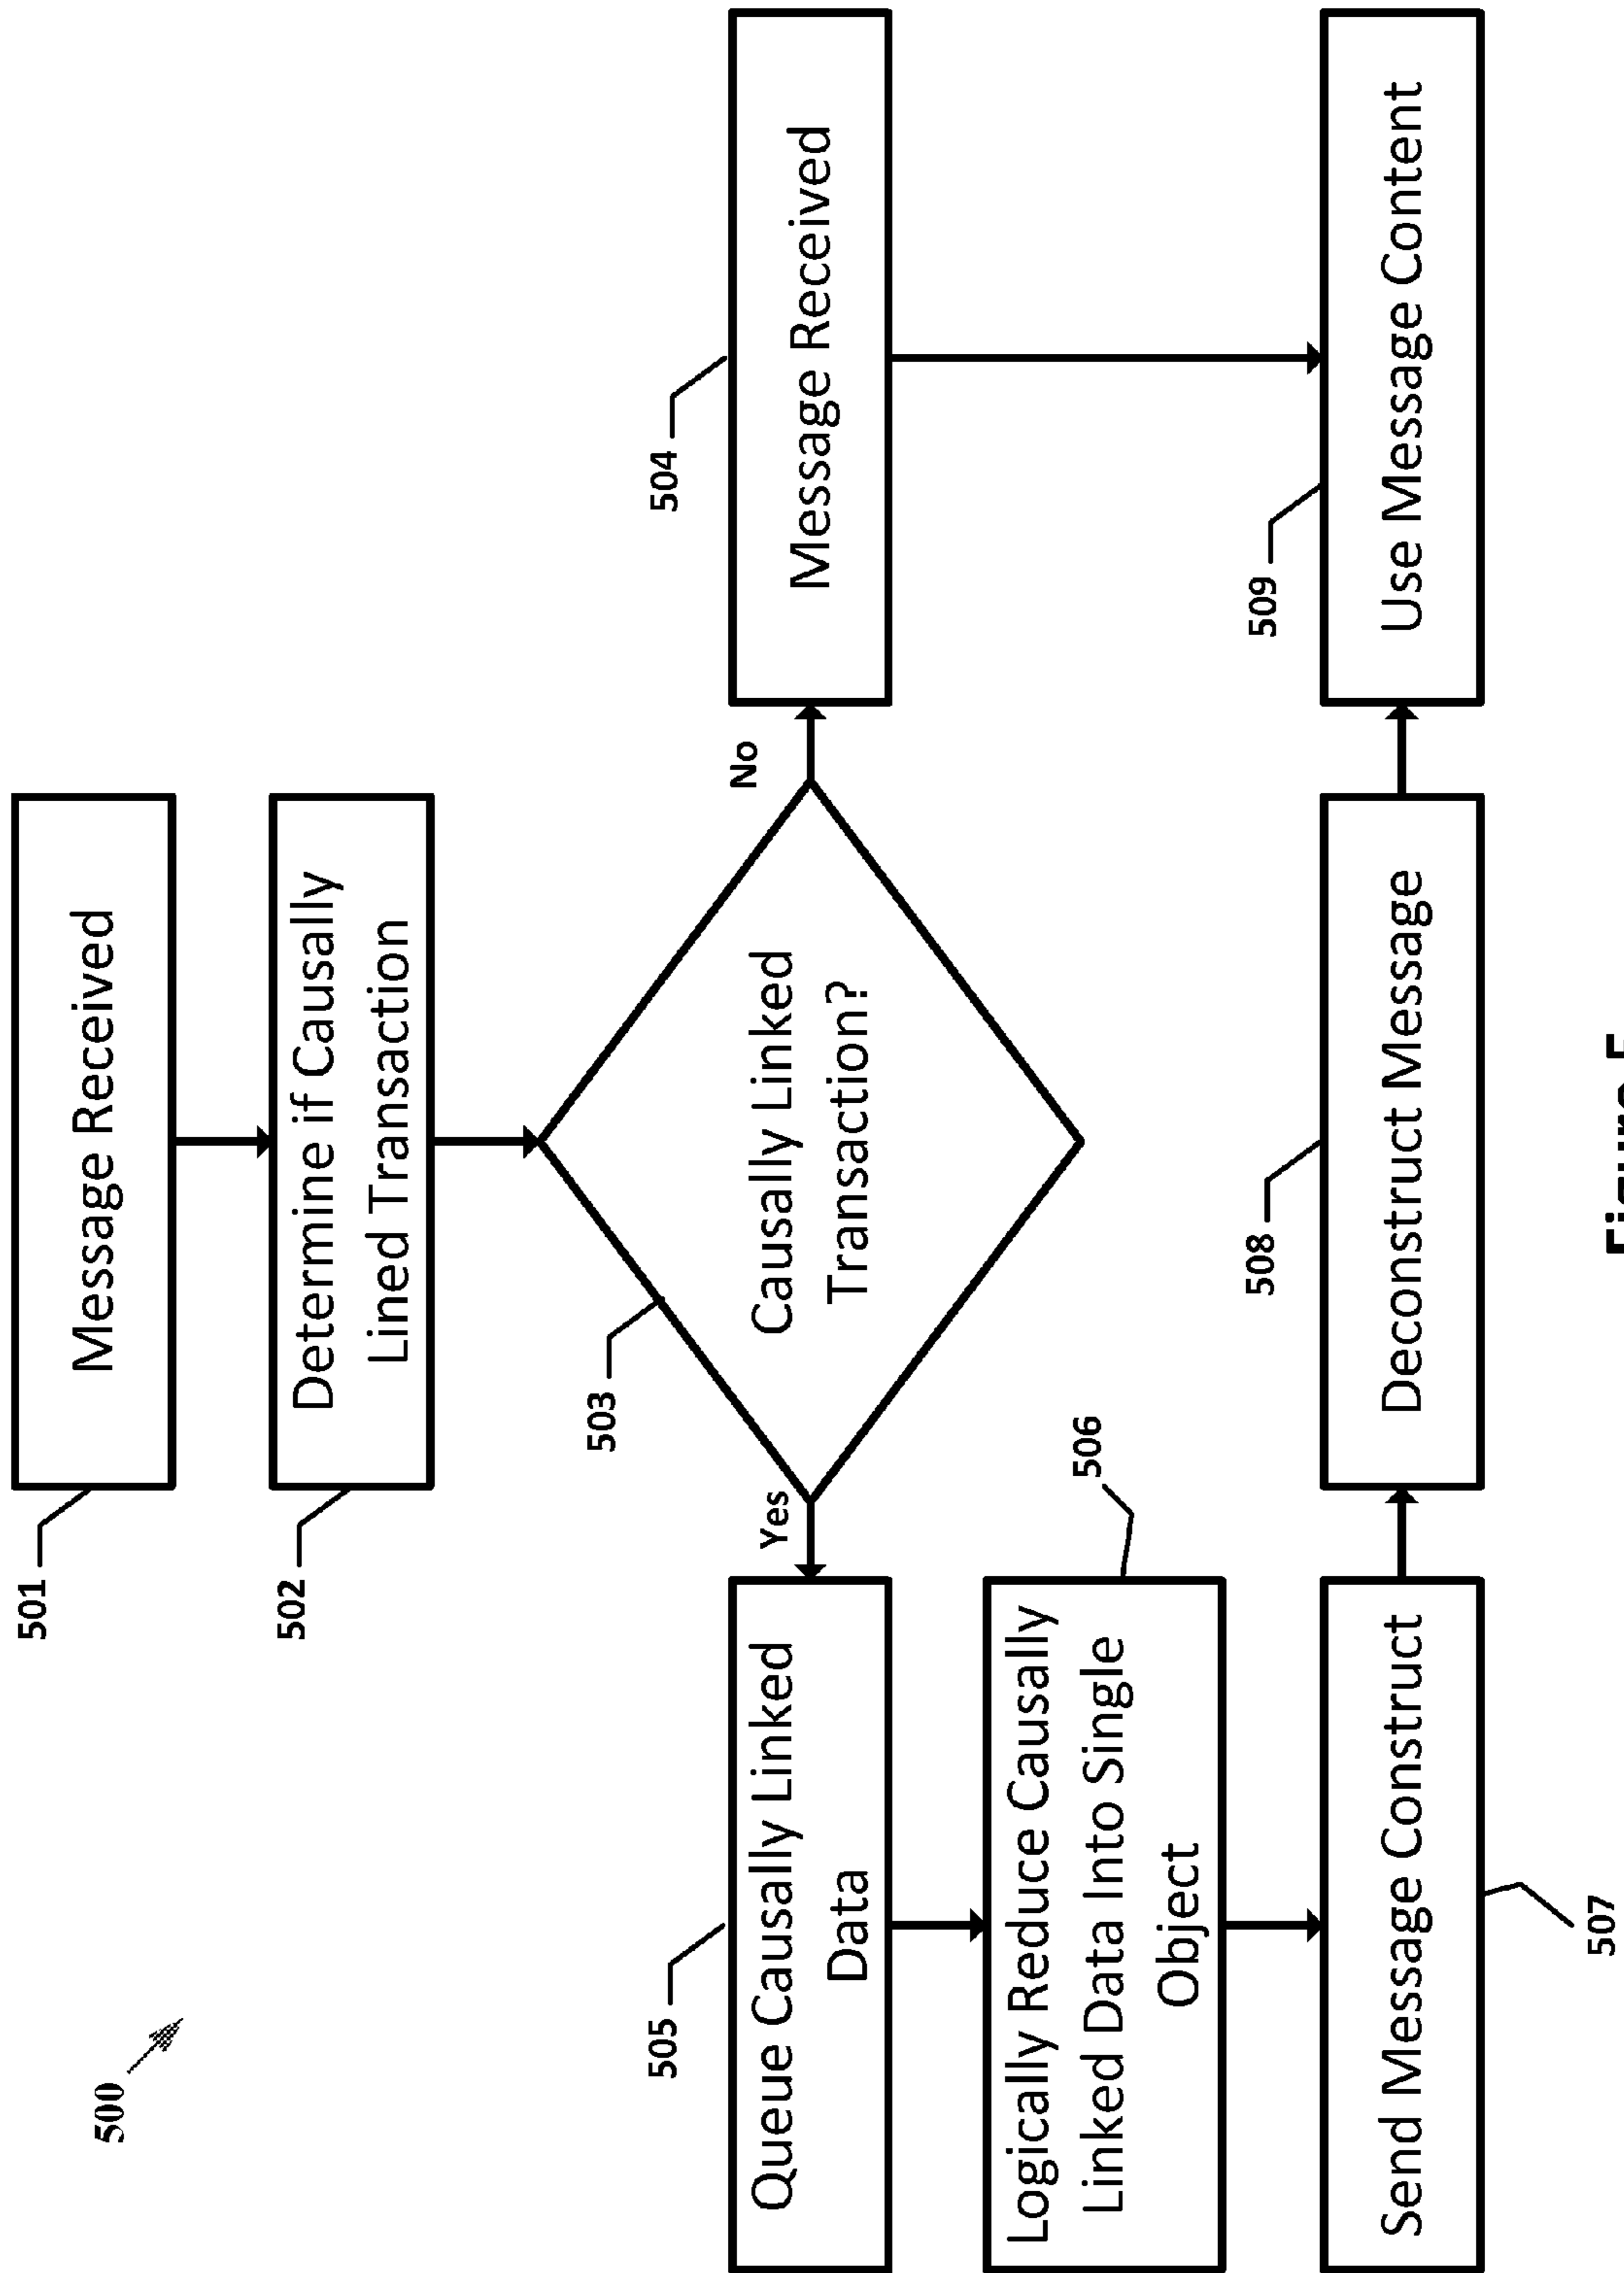 500
501
Message Received
502
Determine if Causally
Lined Transaction
503
Causally Linked
Transaction?
Yes
No
504
Message Received
505
Queue Causally Linked
Data
506
Logically Reduce Causally
Linked Data Into Single
Object
507
Send Message Construct
508
Deconstruct Message
509
Use Message Content